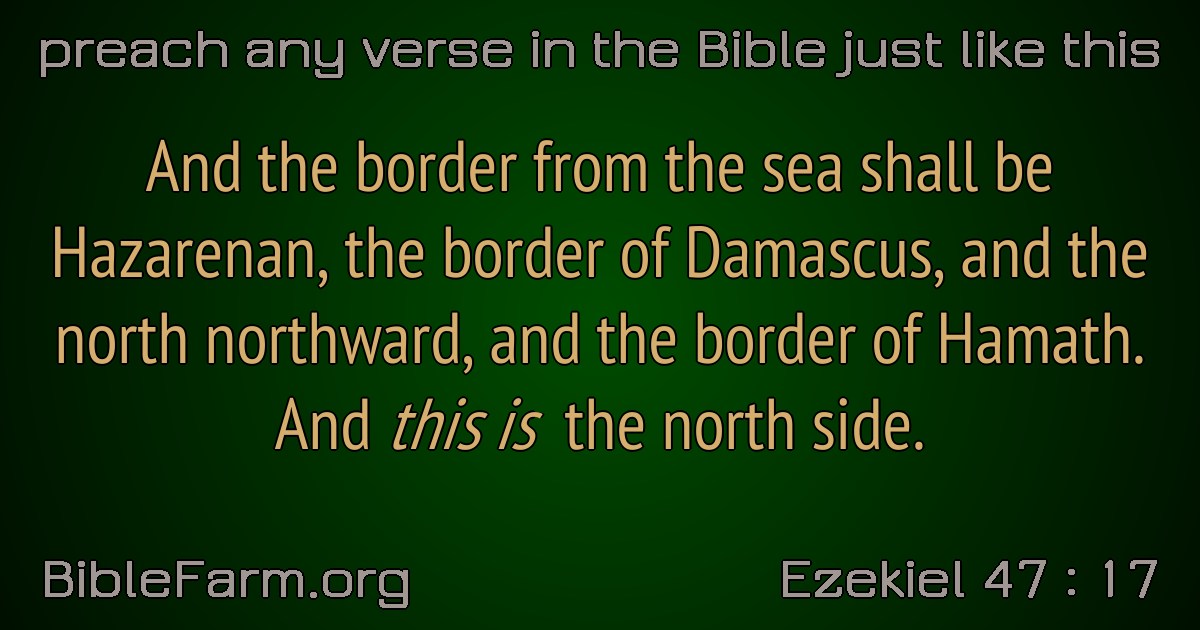 preach any verse in the Bible just like this
And the border from the sea shall be
Hazarenan, the border of Damascus, and the
north northward, and the border of Hamath.
And this is the north side.
BibleFarm.org
Ezekiel 47 : 17